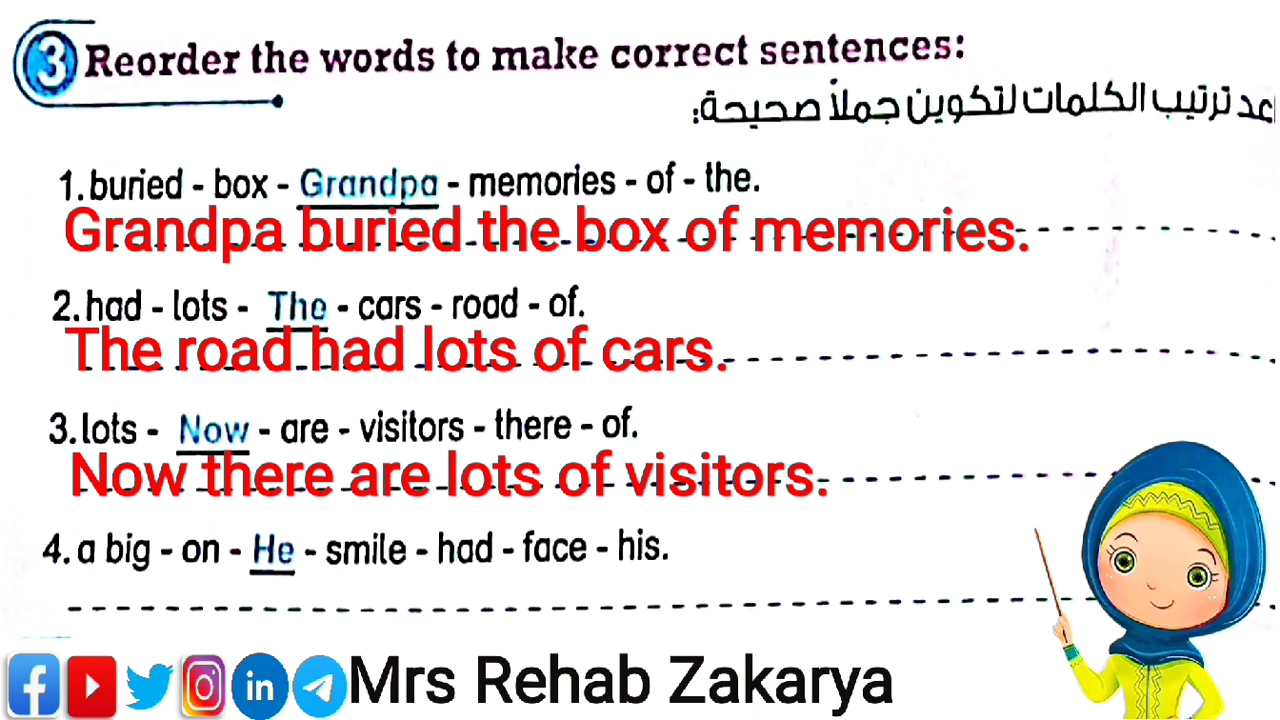 3 Reorder the words to make correct sentences:
عد ترتيب الكلمات لتكوين جملاً صحيحة:
1. buried - box - Grandpa - memories - of - the.
Grandpa buried the box of memories.
2. had - lots - The - cars - road - of.
The road had lots of cars.
3. lots - Now - are - visitors - there - of.
Now there are lots of visitors.
4. a big - on - He - smile - had - face - his.
Mrs Rehab Zakarya